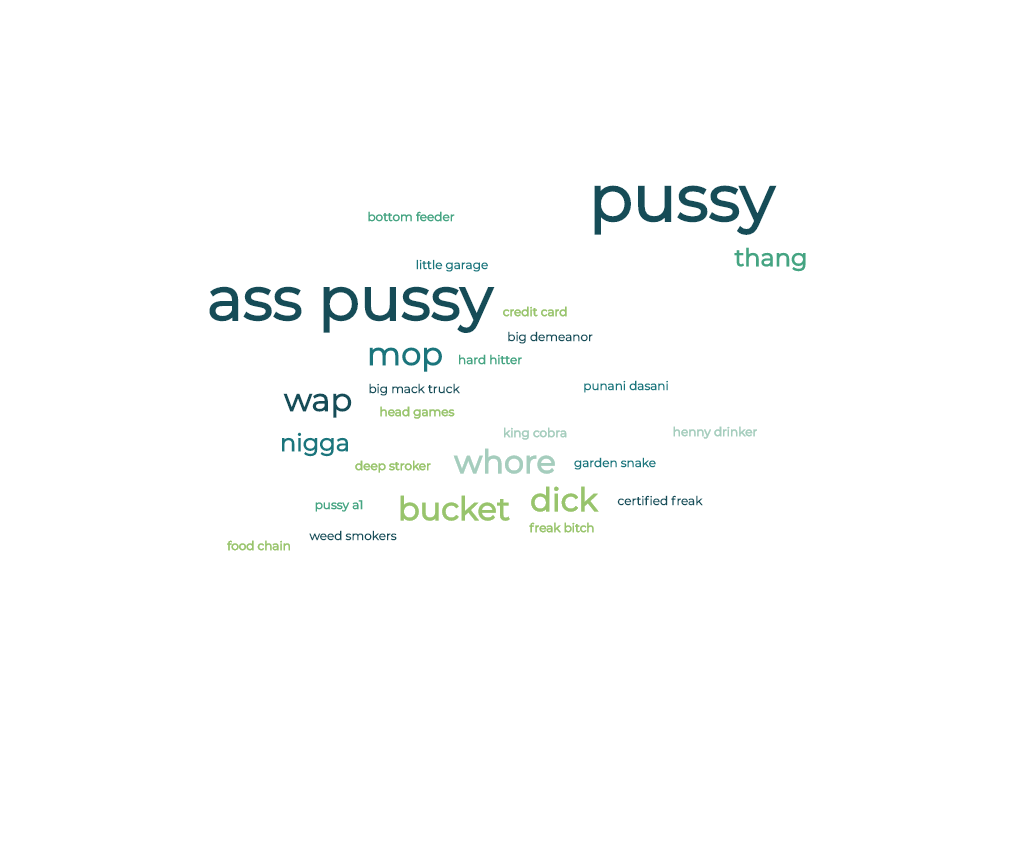 pussy
bottom feeder
thang
little garage
ass pussy
credit card
big demeanor
mop
hard hitter
big mack truck
punani dasani
wap
head games
king cobra
henny drinker
nigga
deep stroker
whore
garden snake
pussy a1
bucket
dick
certified freak
freak bitch
weed smokers
food chain